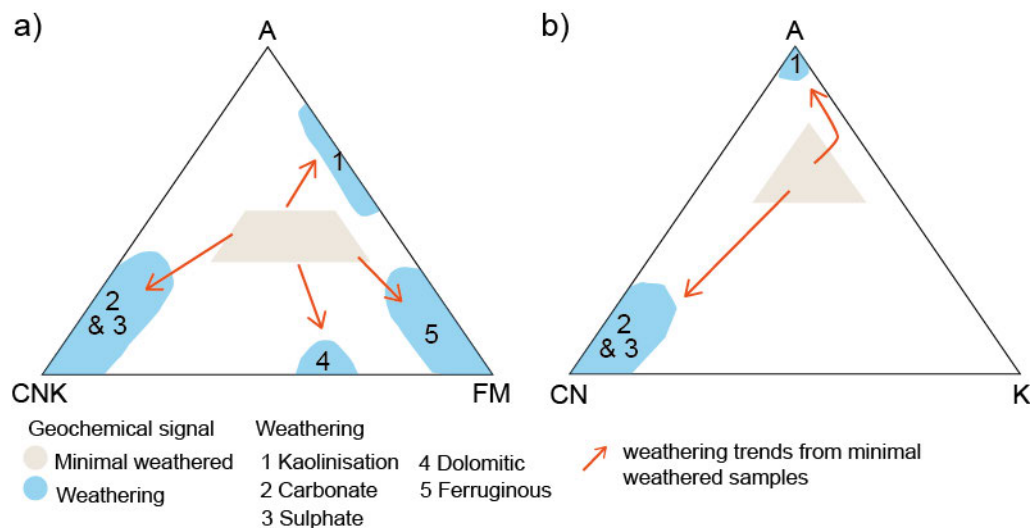 a)
A
1
2
& 3
4
5
CNK
FM
b)
A
1
2
& 3
CN
K
Geochemical signal
Minimal weathered
Weathering
Weathering
1 Kaolinisation
2 Carbonate
3 Sulphate
4 Dolomitic
5 Ferruginous
weathering trends from minimal
weathered samples